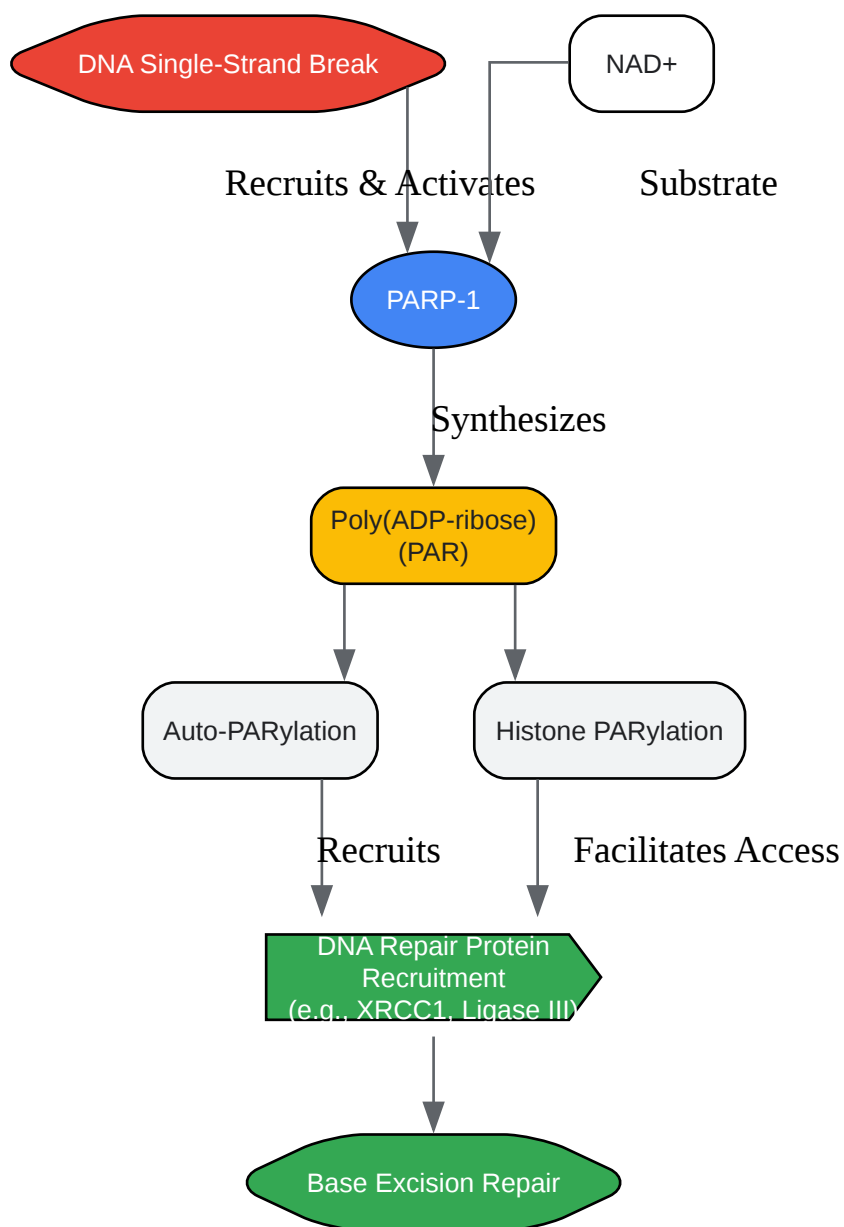 DNA Single-Strand Break
NAD+
Recruits & Activates
Substrate
PARP-1
Synthesizes
Poly(ADP-ribose)
(PAR)
Auto-PARylation
Histone PARylation
Recruits
Facilitates Access
DNA Repair Protein
Recruitment
(e.g., XRCC1, Ligase III)
Base Excision Repair